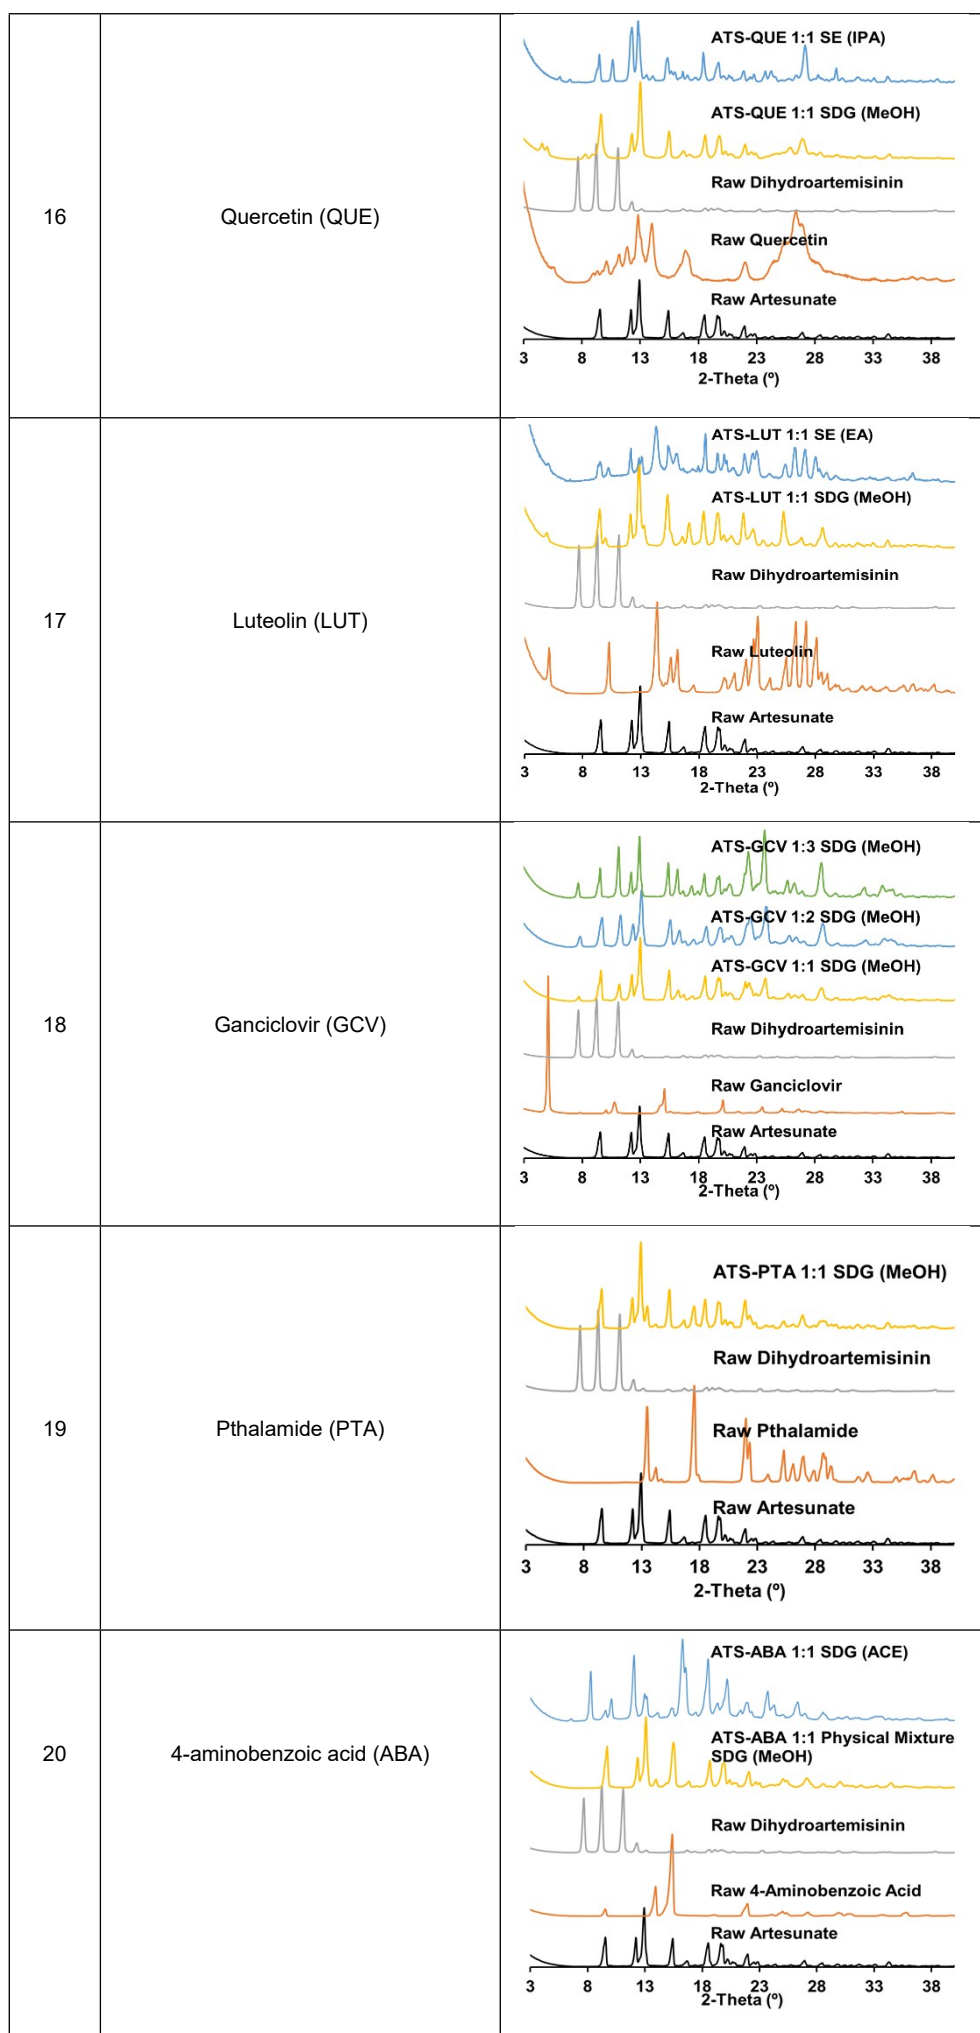 16
Quercetin (QUE)
ATS-QUE 1:1 SE (IPA)
ATS-QUE 1:1 SDG (MeOH)
Raw Dihydroartemisinin
Raw Quercetin
Raw Artesunate
3 8 13 18 23 28 33 38
2-Theta (º)
17
Luteolin (LUT)
ATS-LUT 1:1 SE (EA)
ATS-LUT 1:1 SDG (MeOH)
Raw Dihydroartemisinin
Raw Luteolin
Raw Artesunate
3 8 13 18 23 28 33 38
2-Theta (º)
18
Ganciclovir (GCV)
ATS-GCV 1:3 SDG (MeOH)
ATS-GCV 1:2 SDG (MeOH)
ATS-GCV 1:1 SDG (MeOH)
Raw Dihydroartemisinin
Raw Ganciclovir
Raw Artesunate
3 8 13 18 23 28 33 38
2-Theta (º)
19
Pthalamide (PTA)
ATS-PTA 1:1 SDG (MeOH)
Raw Dihydroartemisinin
Raw Pthalamide
Raw Artesunate
3 8 13 18 23 28 33 38
2-Theta (º)
20
4-aminobenzoic acid (ABA)
ATS-ABA 1:1 SDG (ACE)
ATS-ABA 1:1 Physical Mixture
SDG (MeOH)
Raw Dihydroartemisinin
Raw 4-Aminobenzoic Acid
Raw Artesunate
3 8 13 18 23 28 33 38
2-Theta (º)